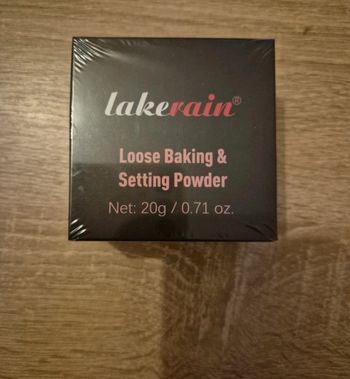 lakerain®
Loose Baking &
Setting Powder
Net: 20g / 0.71 oz.